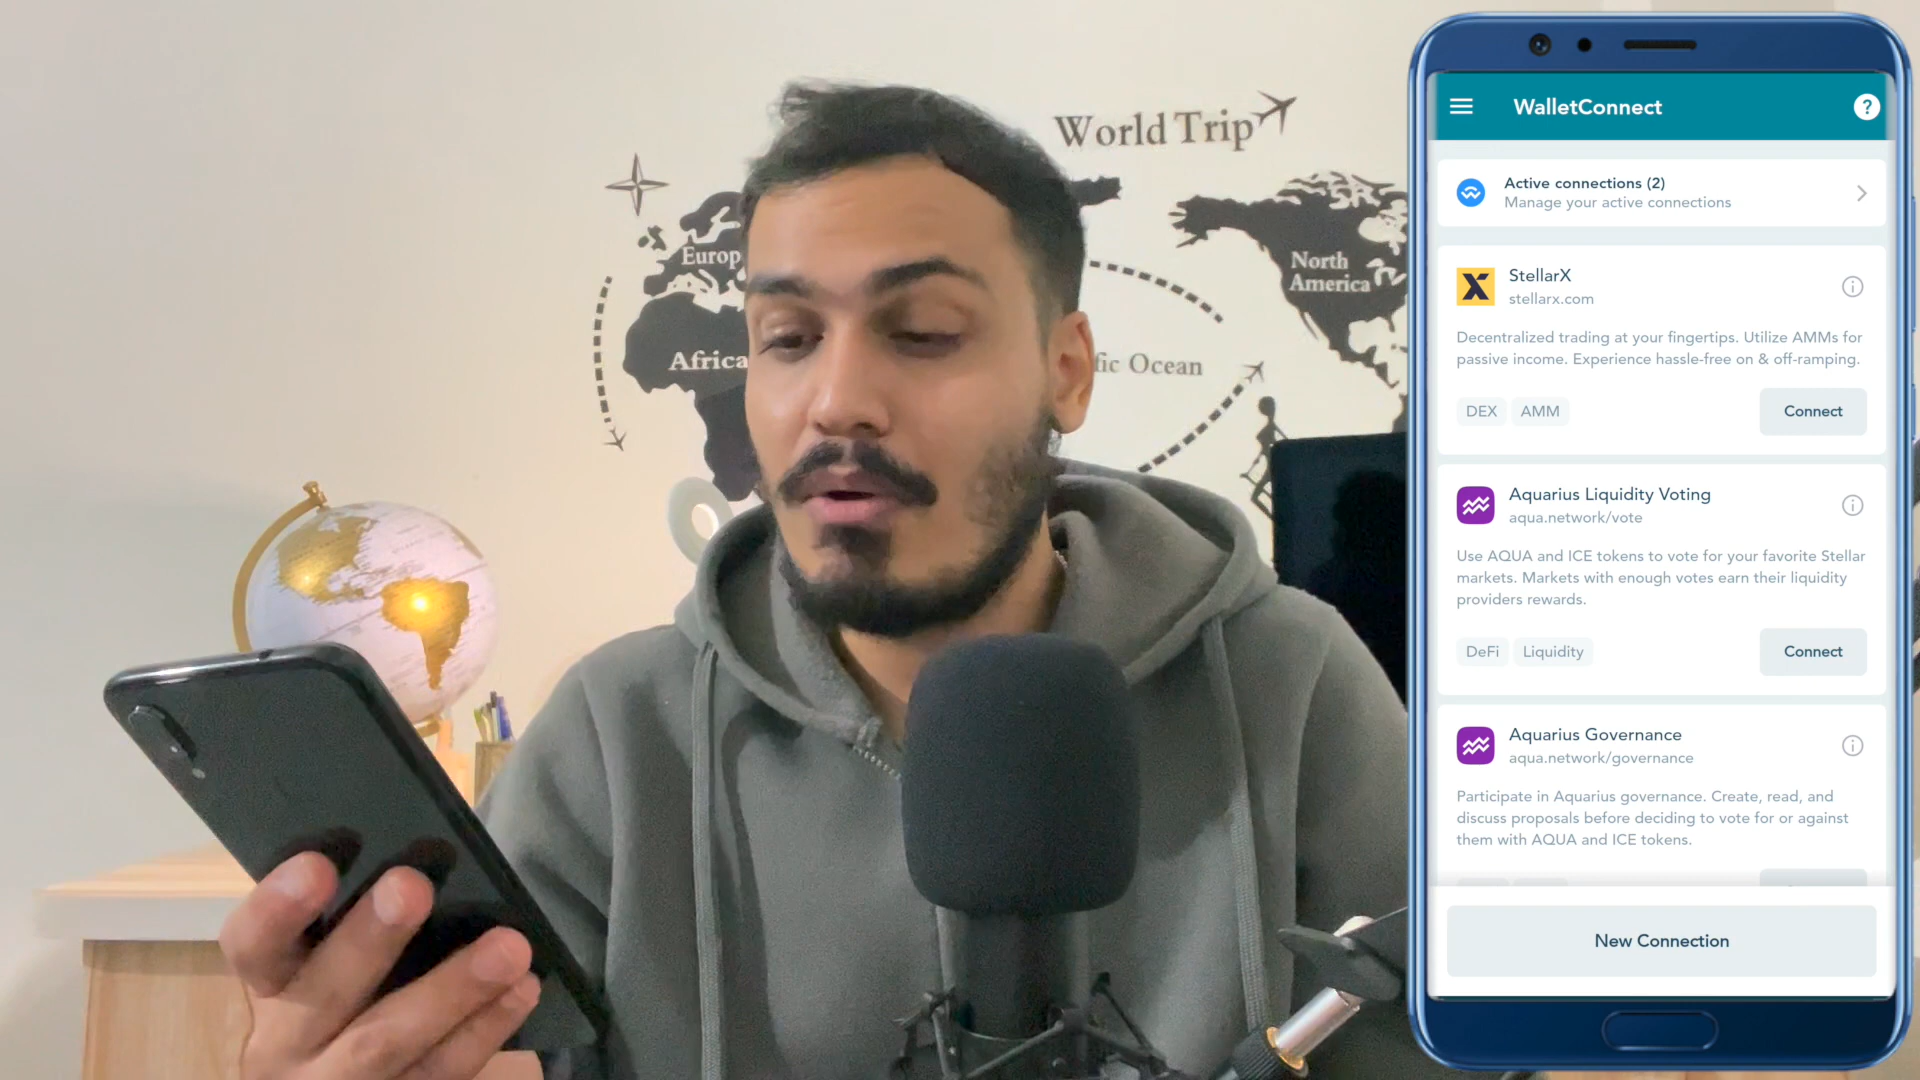 World Trip
Europ
Africa
fic Ocean
North
America
WalletConnect
?
Active connections (2)
Manage your active connections
StellarX
stellarx.com
Decentralized trading at your fingertips. Utilize AMMs for
passive income. Experience hassle-free on & off-ramping.
DEX
AMM
Connect
Aquarius Liquidity Voting
aqua.network/vote
Use AQUA and ICE tokens to vote for your favorite Stellar
markets. Markets with enough votes earn their liquidity
providers rewards.
DeFi
Liquidity
Connect
Aquarius Governance
aqua.network/governance
Participate in Aquarius governance. Create, read, and
discuss proposals before deciding to vote for or against
them with AQUA and ICE tokens.
New Connection